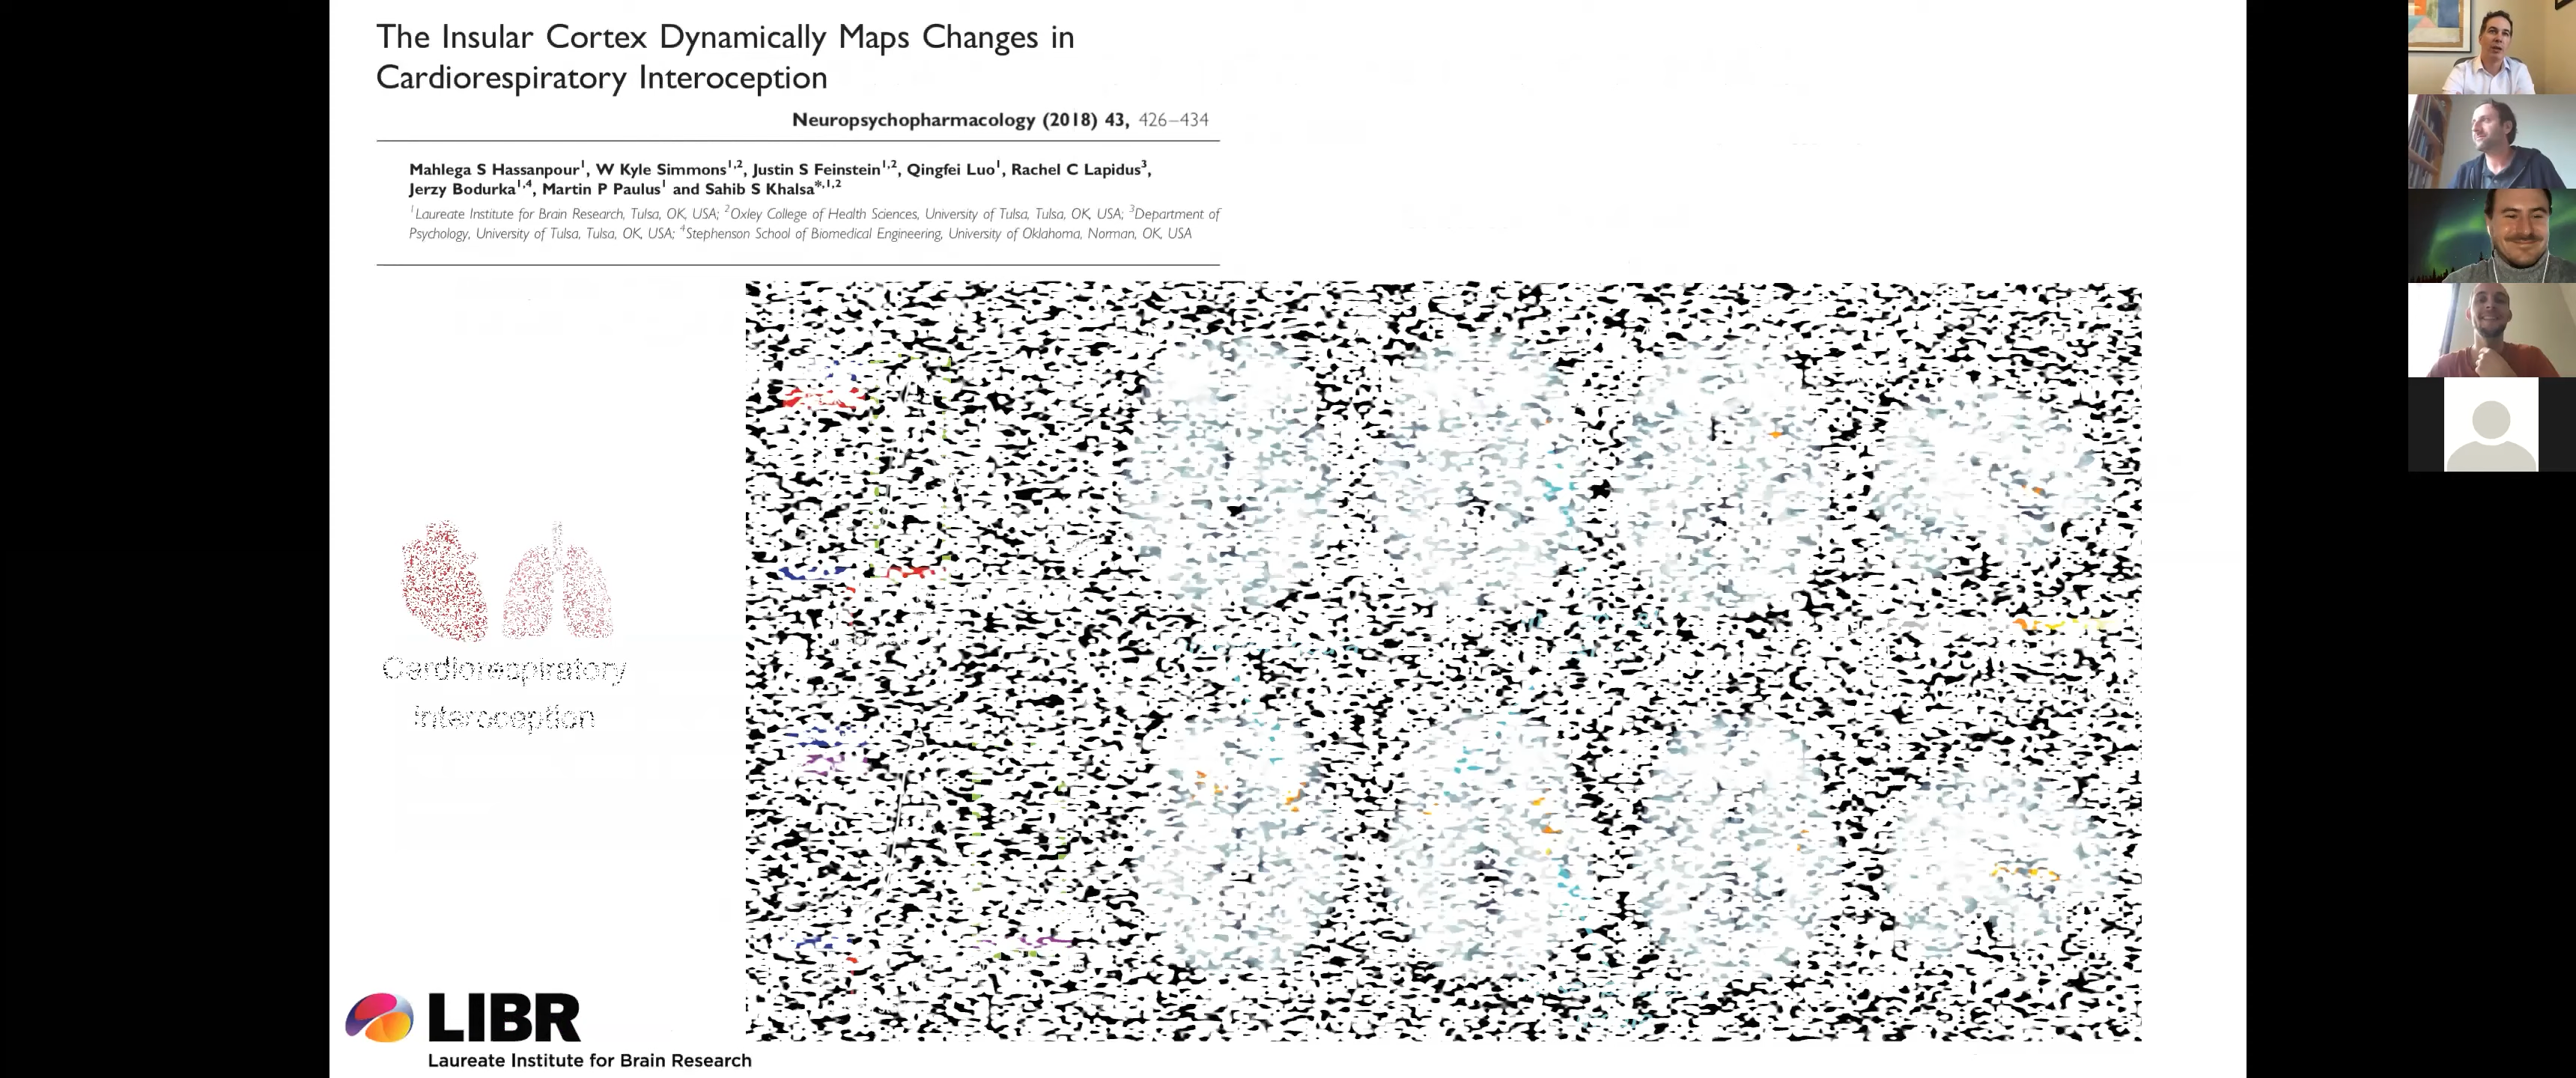 The Insular Cortex Dynamically Maps Changes in
Cardiorespiratory Interoception
Neuropsychopharmacology (2018) 43, 426–434
Mahlega S Hassanpour¹, W Kyle Simmons¹,², Justin S Feinstein¹,², Qingfei Luo¹, Rachel C Lapidus³,
Jerzy Bodurka¹,⁴, Martin P Paulus¹ and Sahib S Khalsa*,¹,²
¹Laureate Institute for Brain Research, Tulsa, OK, USA; ²Oxley College of Health Sciences, University of Tulsa, Tulsa, OK, USA; ³Department of
Psychology, University of Tulsa, Tulsa, OK, USA; ⁴Stephenson School of Biomedical Engineering, University of Oklahoma, Norman, OK, USA
Cardiorespiratory
Interoception
LIBR
Laureate Institute for Brain Research